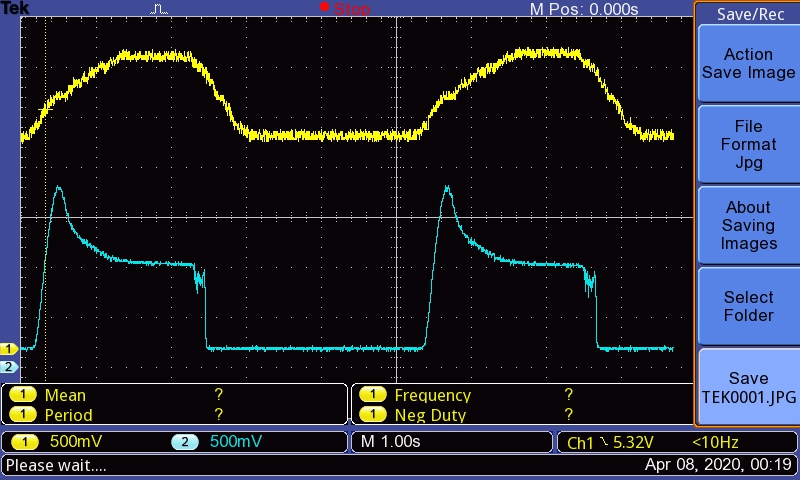 Tek
Stop
M Pos: 0.000s
Save/Rec
Action
Save Image
File
Format
Jpg
About
Saving
Images
Select
Folder
Save
TEK0001.JPG
1
2
1 Mean ?
1 Period ?
1 Frequency ?
1 Neg Duty ?
1 500mV
2 500mV
M 1.00s
Ch1 5.32V <10Hz
Please wait....
Apr 08, 2020, 00:19